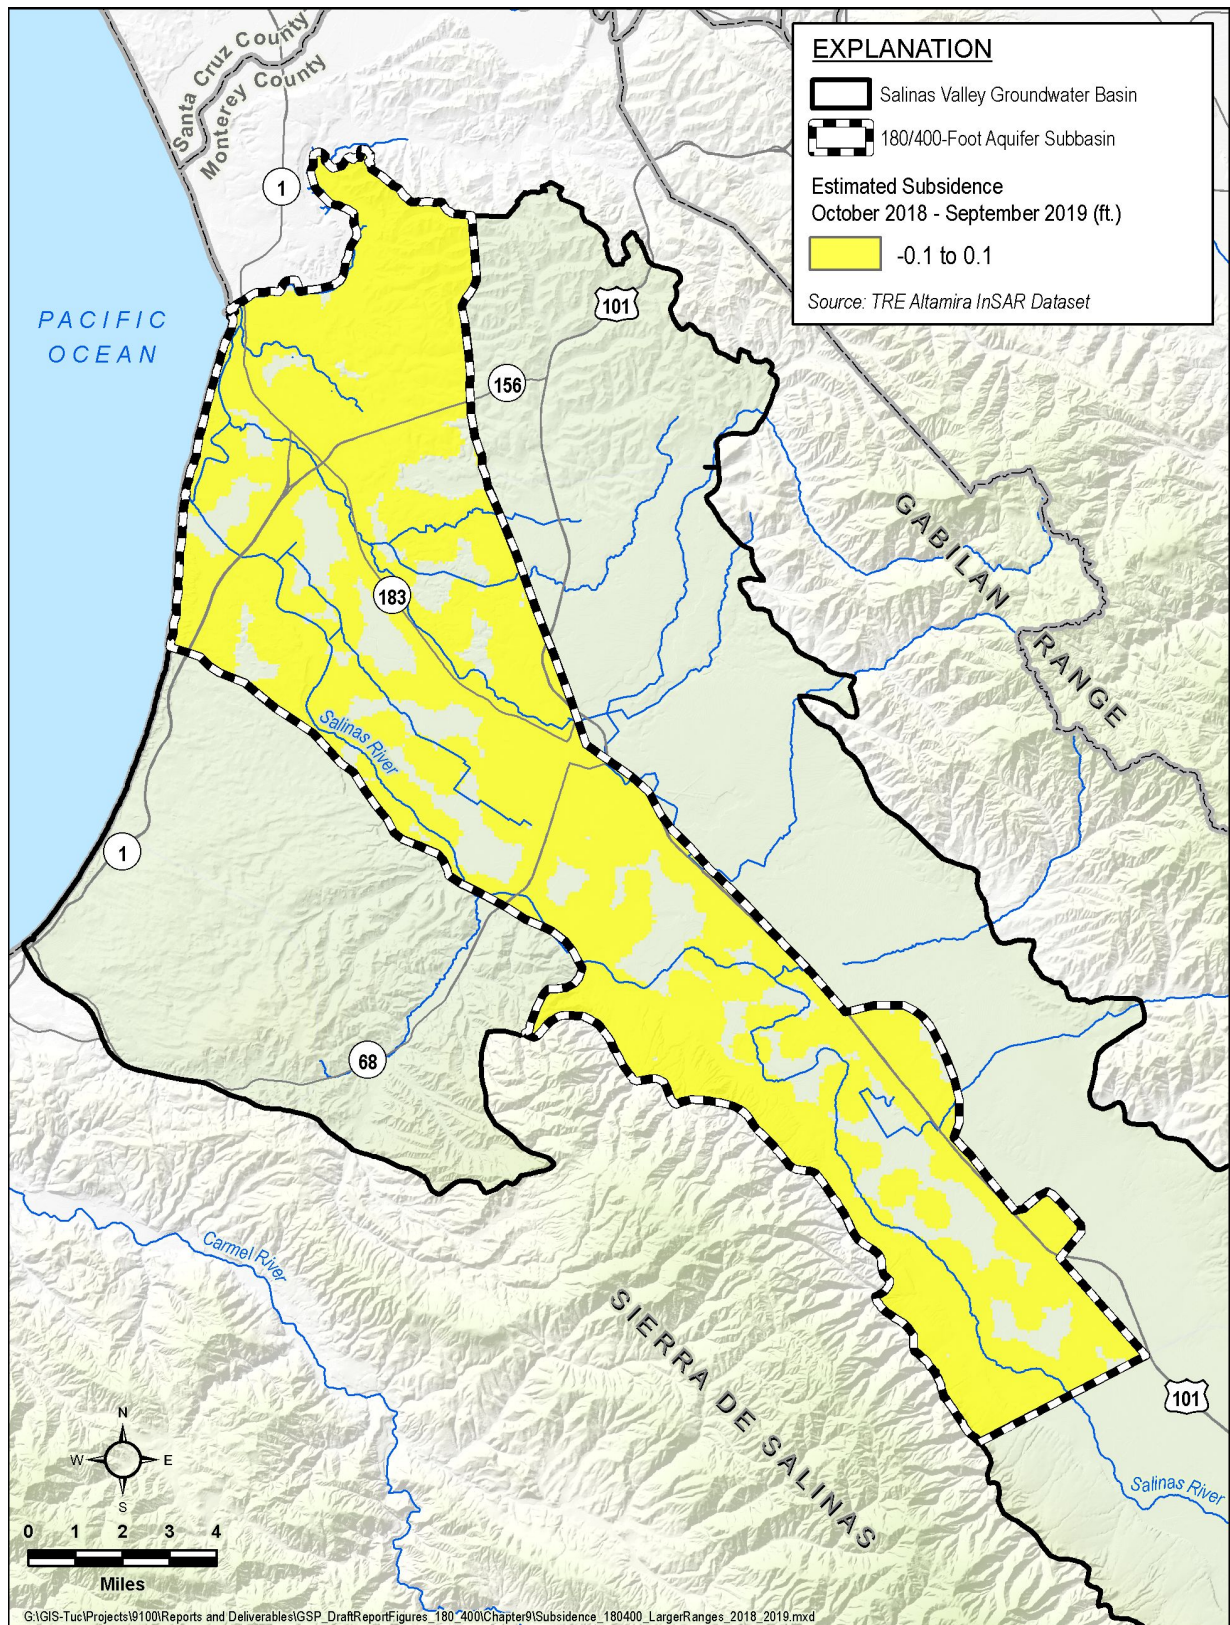 EXPLANATION
Salinas Valley Groundwater Basin
180/400-Foot Aquifer Subbasin
Estimated Subsidence
October 2018 - September 2019 (ft.)
-0.1 to 0.1
Source: TRE Altamira InSAR Dataset
Santa Cruz County
Monterey County
1
101
PACIFIC
OCEAN
156
GABILAN
RANGE
183
Salinas River
1
68
Carmel River
SIERRA DE SALINAS
101
Salinas River
N
W
E
S
0 1 2 3 4
Miles
G:\GIS-Tuc\Projects\9100\Reports and Deliverables\GSP_DraftReportFigures_180_400\Chapter9\Subsidence_180400_LargerRanges_2018_2019.mxd